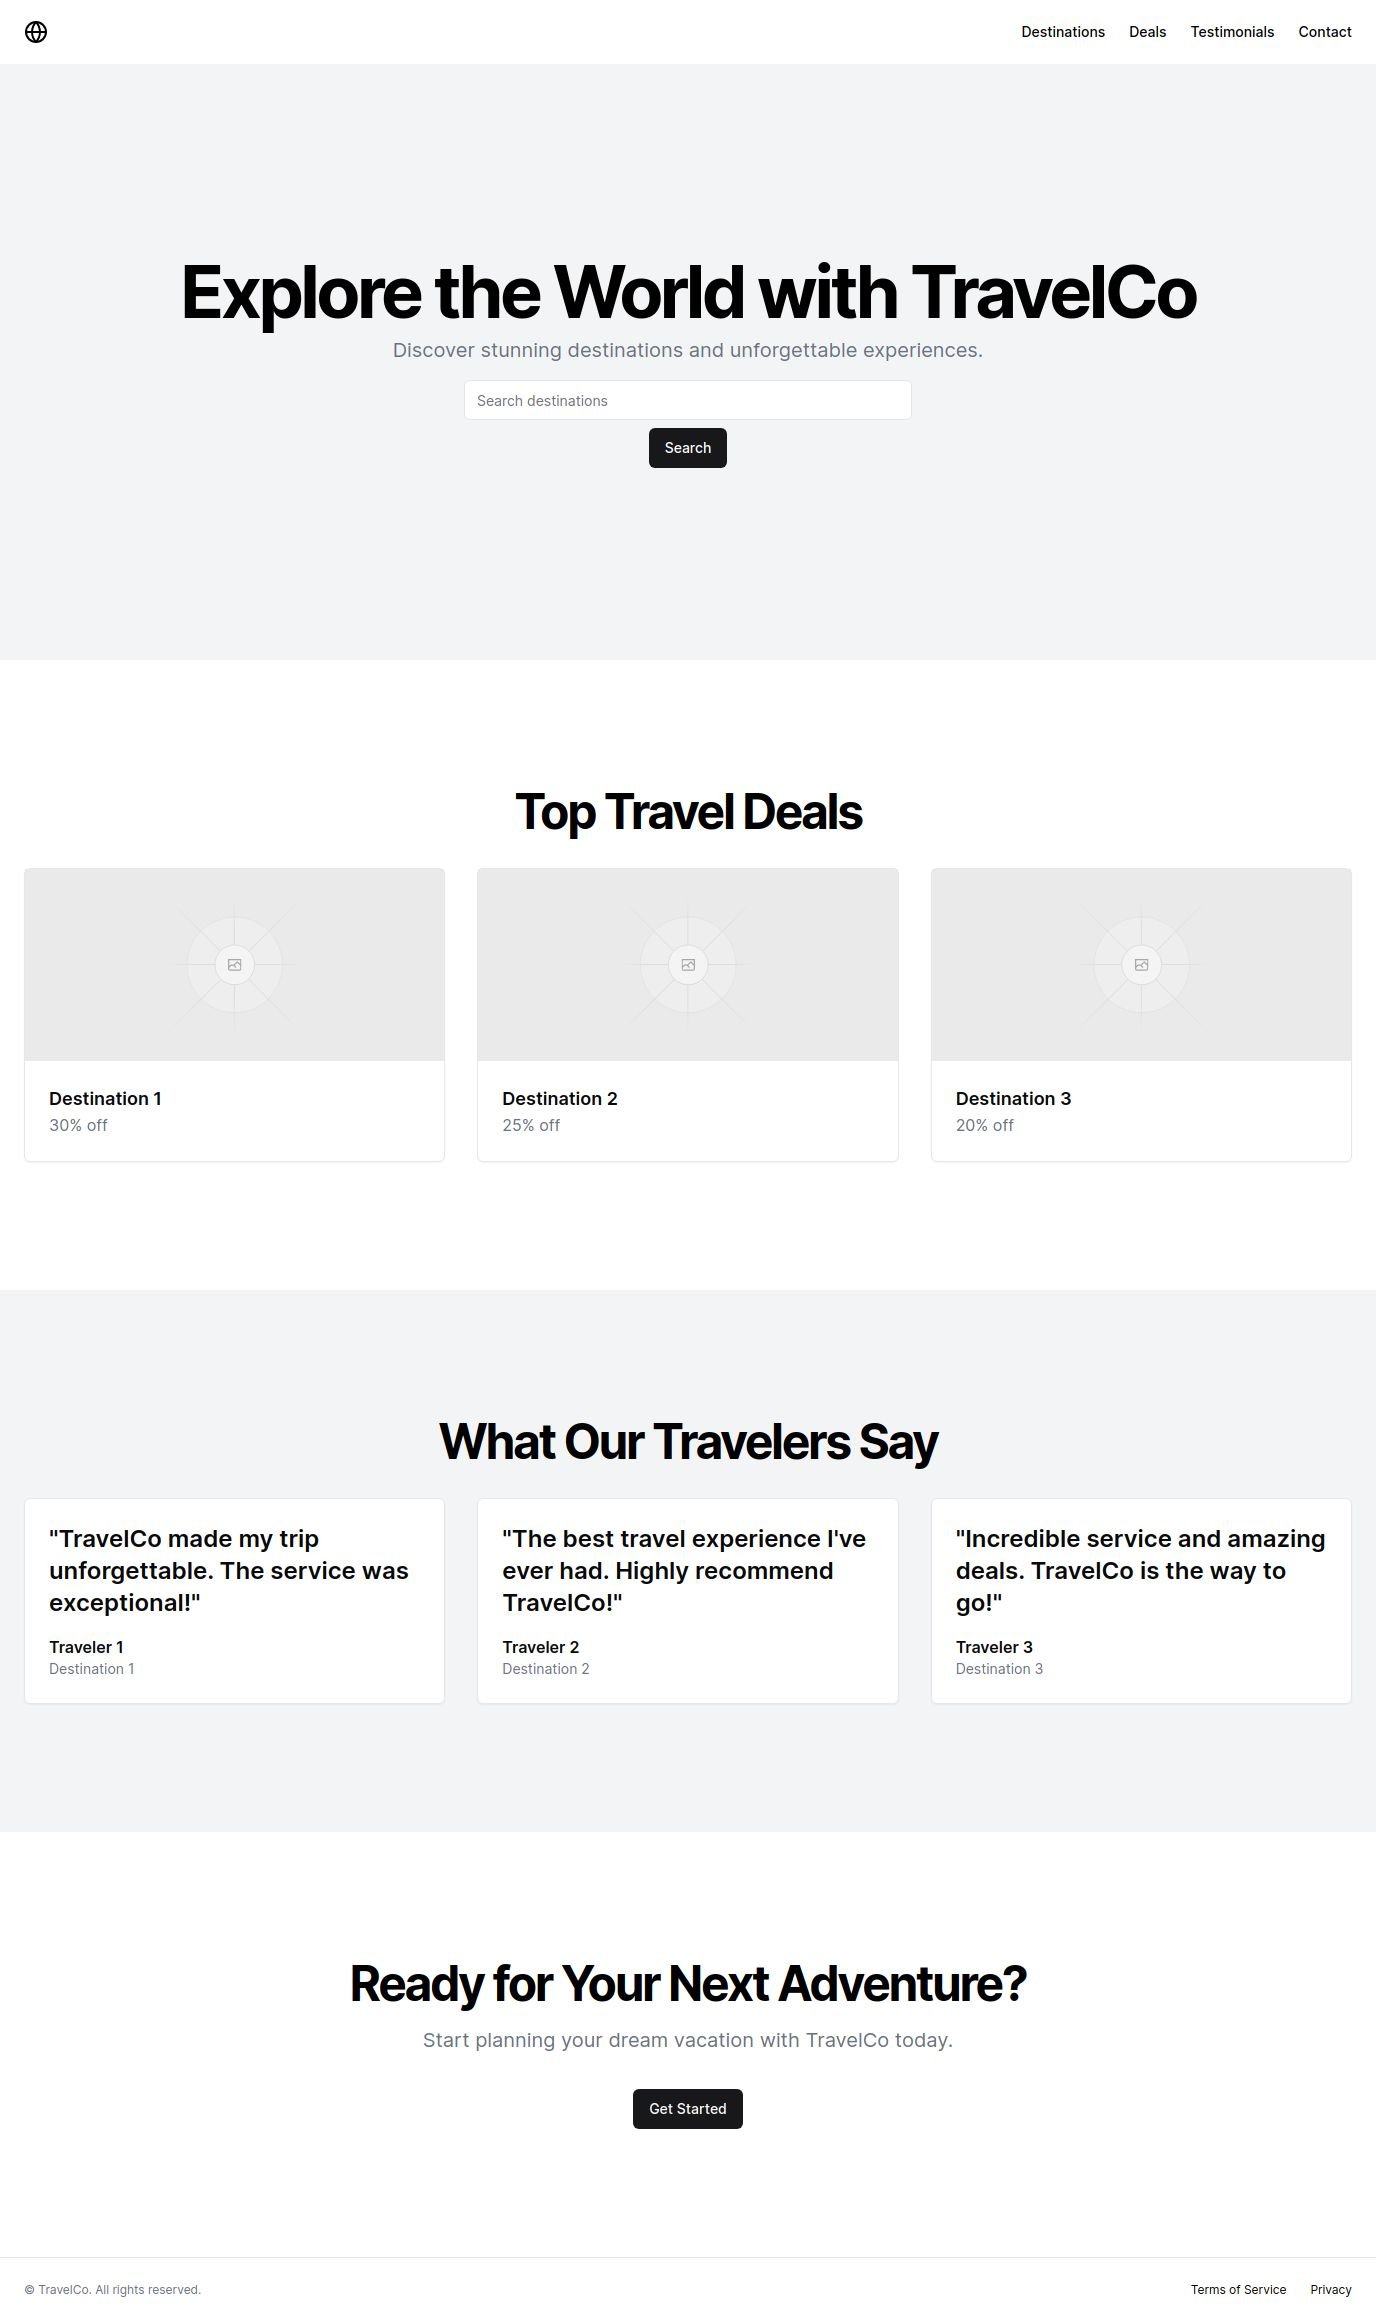 Destinations Deals Testimonials Contact
Explore the World with TravelCo
Discover stunning destinations and unforgettable experiences.
Search destinations
Search
Top Travel Deals
Destination 1
30% off
Destination 2
25% off
Destination 3
20% off
What Our Travelers Say
"TravelCo made my trip
unforgettable. The service was
exceptional!"
Traveler 1
Destination 1
"The best travel experience I've
ever had. Highly recommend
TravelCo!"
Traveler 2
Destination 2
"Incredible service and amazing
deals. TravelCo is the way to
go!"
Traveler 3
Destination 3
Ready for Your Next Adventure?
Start planning your dream vacation with TravelCo today.
Get Started
© TravelCo. All rights reserved.
Terms of Service Privacy